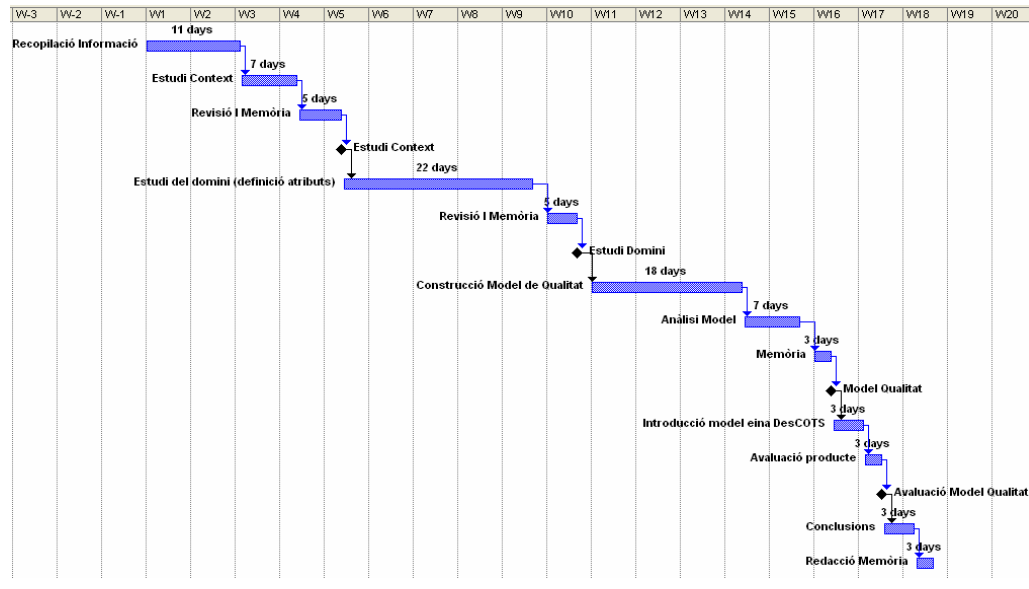 W-3 W-2 W-1 W1 W2 W3 W4 W5 W6 W7 W8 W9 W10 W11 W12 W13 W14 W15 W16 W17 W18 W19 W20
11 days
Recopilació Informació
7 days
Estudi Context
5 days
Revisió I Memòria
Estudi Context
22 days
Estudi del domini (definició atributs)
5 days
Revisió I Memòria
Estudi Domini
18 days
Construcció Model de Qualitat
7 days
Anàlisi Model
3 days
Memòria
Model Qualitat
3 days
Introducció model eina DesCOTS
3 days
Avaluació producte
Avaluació Model Qualitat
3 days
Conclusions
3 days
Redacció Memòria